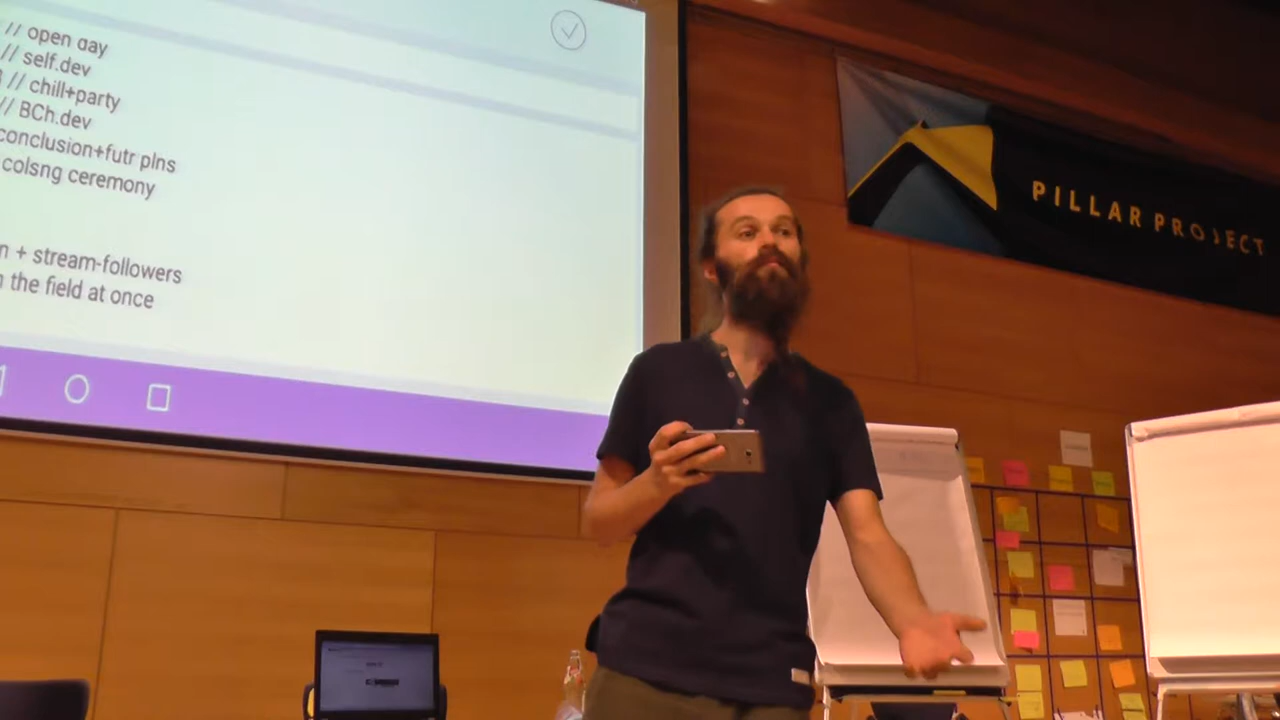 // open day
// self.dev
// chill+party
// BCh.dev
conclusion+futr plns
colsng ceremony
n + stream-followers
the field at once
PILLAR PROJECT